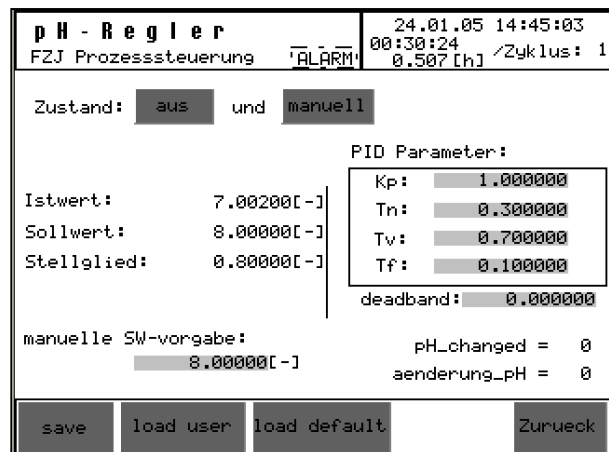 pH-Regler
FZJ Prozesssteuerung 'ALARM'
24.01.05 14:45:03
00:30:24
0.507[h] /Zyklus: 1
Zustand: aus und manuell
PID Parameter:
Kp: 1.000000
Tn: 0.300000
Tv: 0.700000
Tf: 0.100000
deadband: 0.000000
Istwert: 7.00200[-]
Sollwert: 8.00000[-]
Stellglied: 0.80000[-]
manuelle SW-vorgabe:
8.00000[-]
pH_changed = 0
aenderung_pH = 0
save load user load default Zurueck